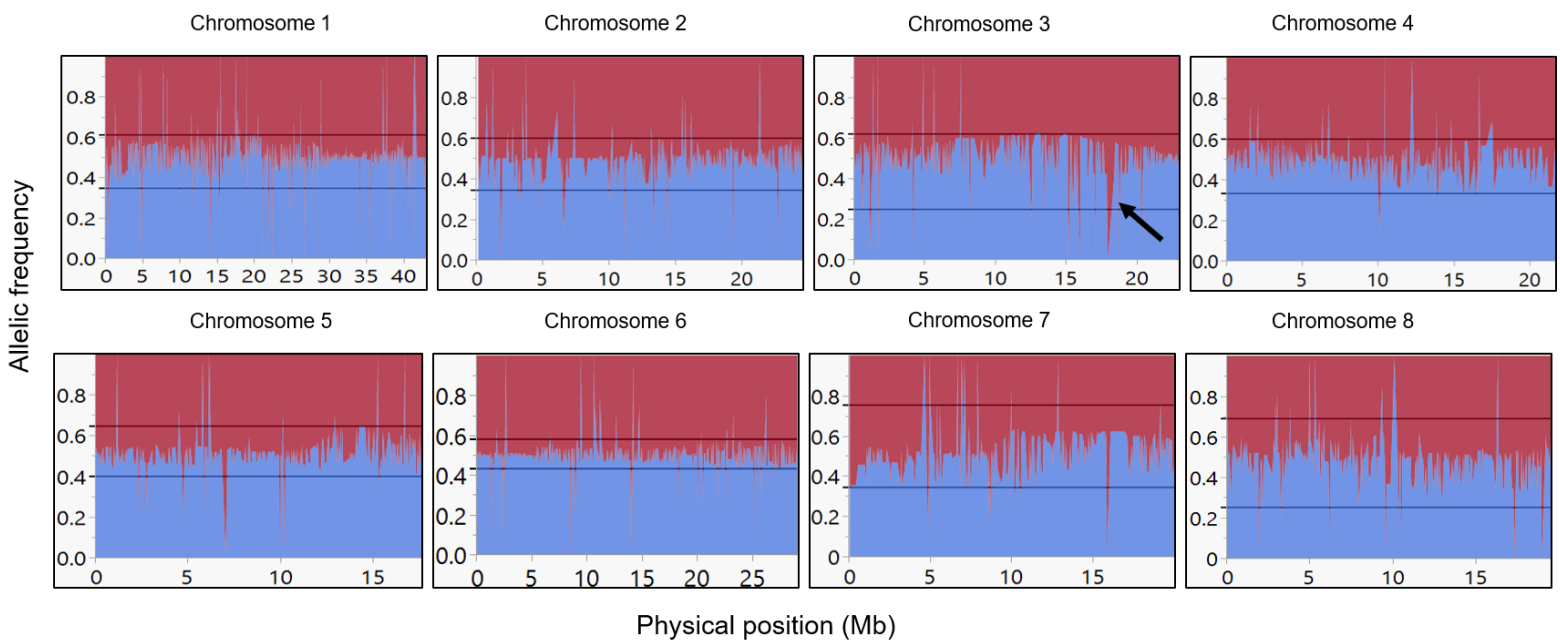 Chromosome 1
Chromosome 2
Chromosome 3
Chromosome 4
0.8
0.6
0.4
0.2
0.0
0 5 10 15 20 25 30 35 40
0.8
0.6
0.4
0.2
0.0
0 5 10 15 20
0.8
0.6
0.4
0.2
0.0
0 5 10 15 20
0.8
0.6
0.4
0.2
0.0
0 5 10 15 20
Allelic frequency
Chromosome 5
Chromosome 6
Chromosome 7
Chromosome 8
0.8
0.6
0.4
0.2
0.0
0 5 10 15
0.8
0.6
0.4
0.2
0.0
0 5 10 15 20 25
0.8
0.6
0.4
0.2
0
0 5 10 15
0.8
0.6
0.4
0.2
0
0 5 10 15
Physical position (Mb)